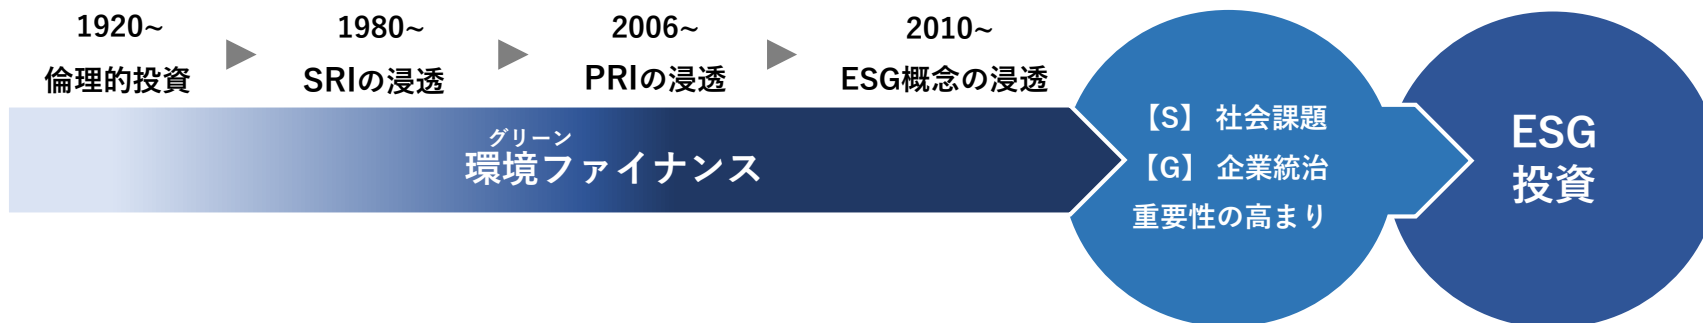 1920~
倫理的投資
1980~
SRIの浸透
2006~
PRIの浸透
2010~
ESG概念の浸透
グリーン
環境ファイナンス
【S】 社会課題
【G】 企業統治
重要性の高まり
ESG
投資